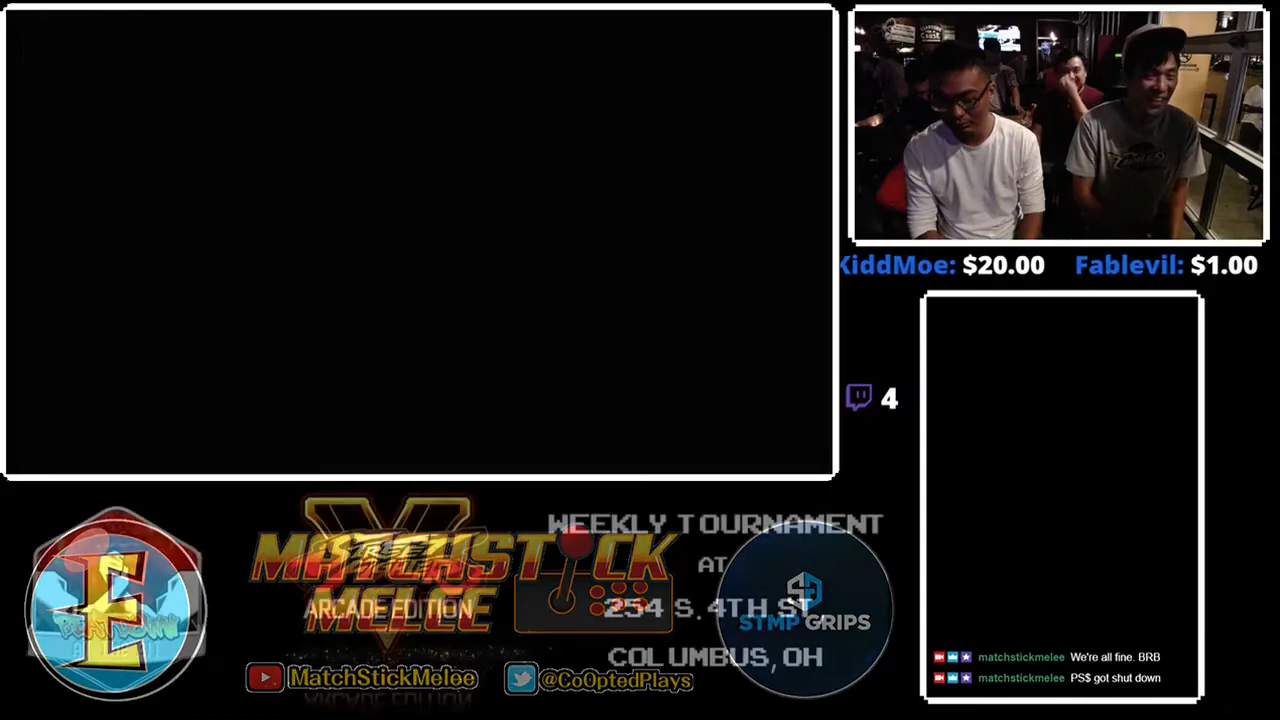 KiddMoe: $20.00 Fablevil: $1.00
4
WEEKLY TOURNAMENT
AT
254 S. 4TH ST,
COLUMBUS, OH
MATCHSTICK
MELEE
ARCADE EDITION
STMP GRIPS
MatchStickMelee
@CoOptedPlays
matchstickmelee We're all fine. BRB
matchstickmelee PS$ got shut down